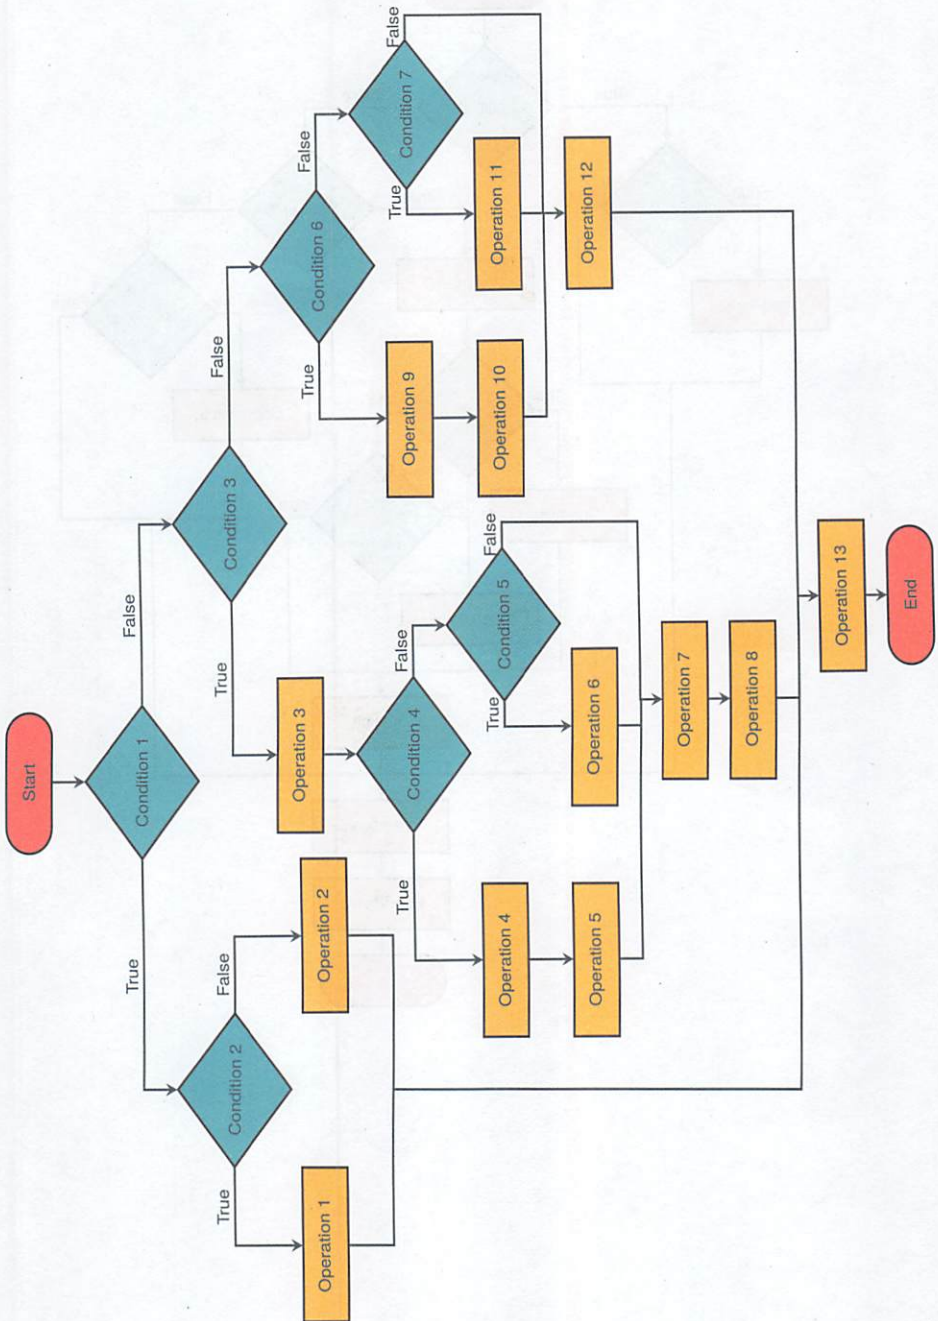 Start
Condition 1
True
False
Condition 2
Condition 3
True
False
True
False
Operation 1
Operation 2
Operation 3
Condition 6
True
False
Condition 4
Operation 9
Condition 7
True
False
True
False
Operation 4
Condition 5
Operation 10
Operation 11
True
False
Operation 5
Operation 6
Operation 12
Operation 7
Operation 8
Operation 13
End